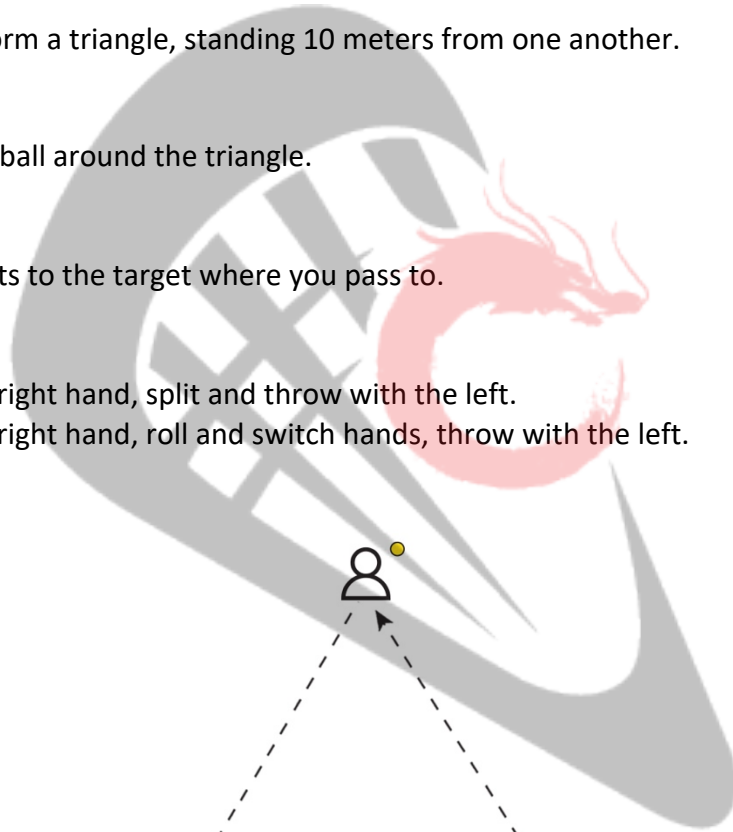 orm a triangle, standing 10 meters from one another.
ball around the triangle.
ts to the target where you pass to.
right hand, split and throw with the left.
right hand, roll and switch hands, throw with the left.